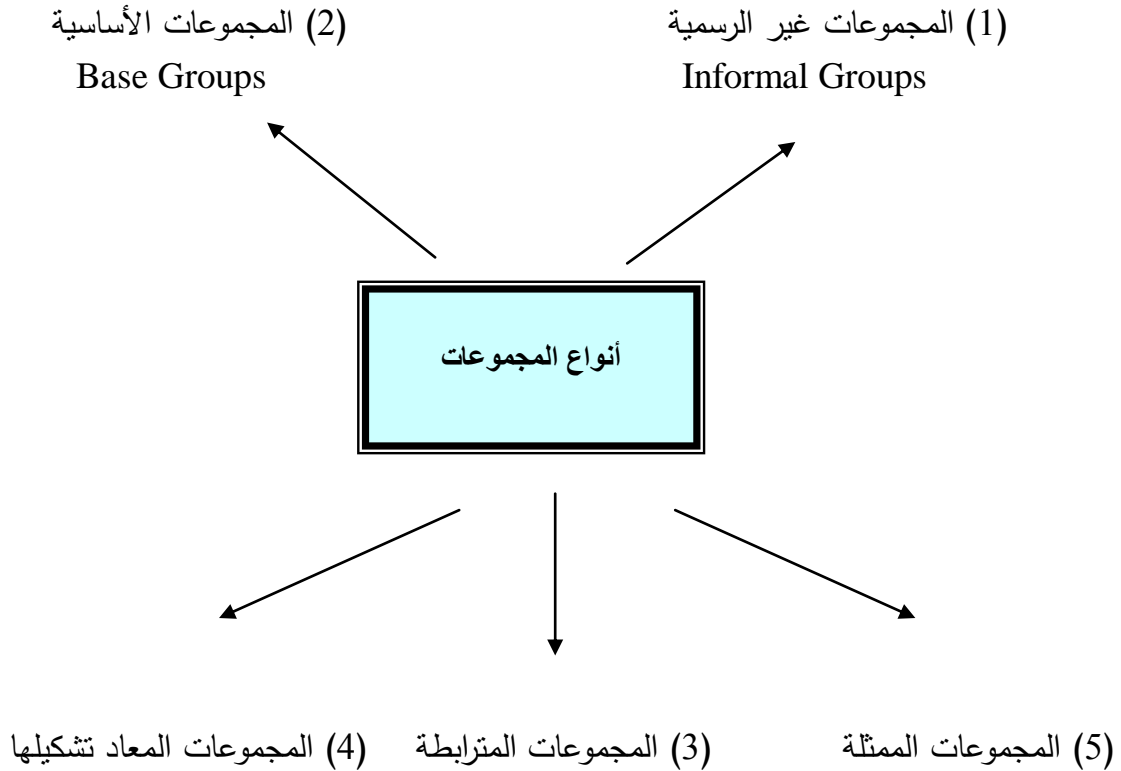 (1) المجموعات غير الرسمية
Informal Groups
(2) المجموعات الأساسية
Base Groups
أنواع المجموعات
(5) المجموعات الممثلة
(3) المجموعات المترابطة
(4) المجموعات المعاد تشكيلها